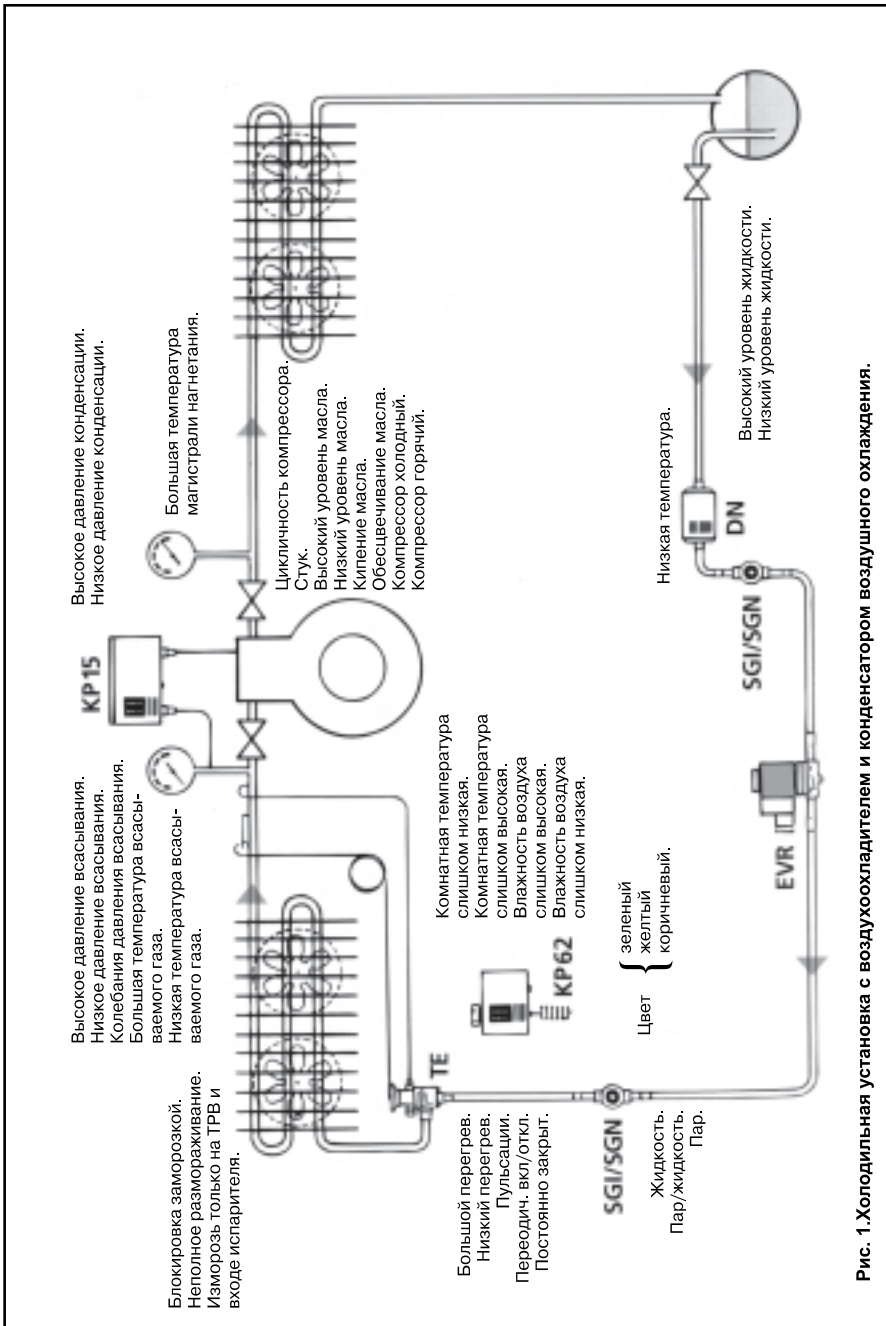 Высокое давление конденсации.
Низкое давление конденсации.
Большая температура
магистрали нагнетания.
KP15
Высокое давление всасывания.
Низкое давление всасывания.
Колебания давления всасывания.
Большая температура всасы-
ваемого газа.
Низкая температура всасы-
ваемого газа.
Блокировка заморозкой.
Неполное размораживание.
Изморозь только на ТРВ и
входе испарителя.
Цикличность компрессора.
Стук.
Высокий уровень масла.
Низкий уровень масла.
Кипение масла.
Обесцвечивание масла.
Компрессор холодный.
Компрессор горячий.
Комнатная температура
слишком низкая.
Комнатная температура
слишком высокая.
Влажность воздуха
слишком высокая.
Влажность воздуха
слишком низкая.
KP62
TE
Большой перегрев.
Низкий перегрев.
Пульсации.
Переодич. вкл/откл.
Постоянно закрыт.
Цвет { зеленый
желтый
коричневый.
SGI/SGN
Жидкость.
Пар/жидкость.
Пар.
EVR
SGI/SGN
DN
Низкая температура.
Высокий уровень жидкости.
Низкий уровень жидкости.
Рис. 1.Холодильная установка с воздухоохладителем и конденсатором воздушного охлаждения.